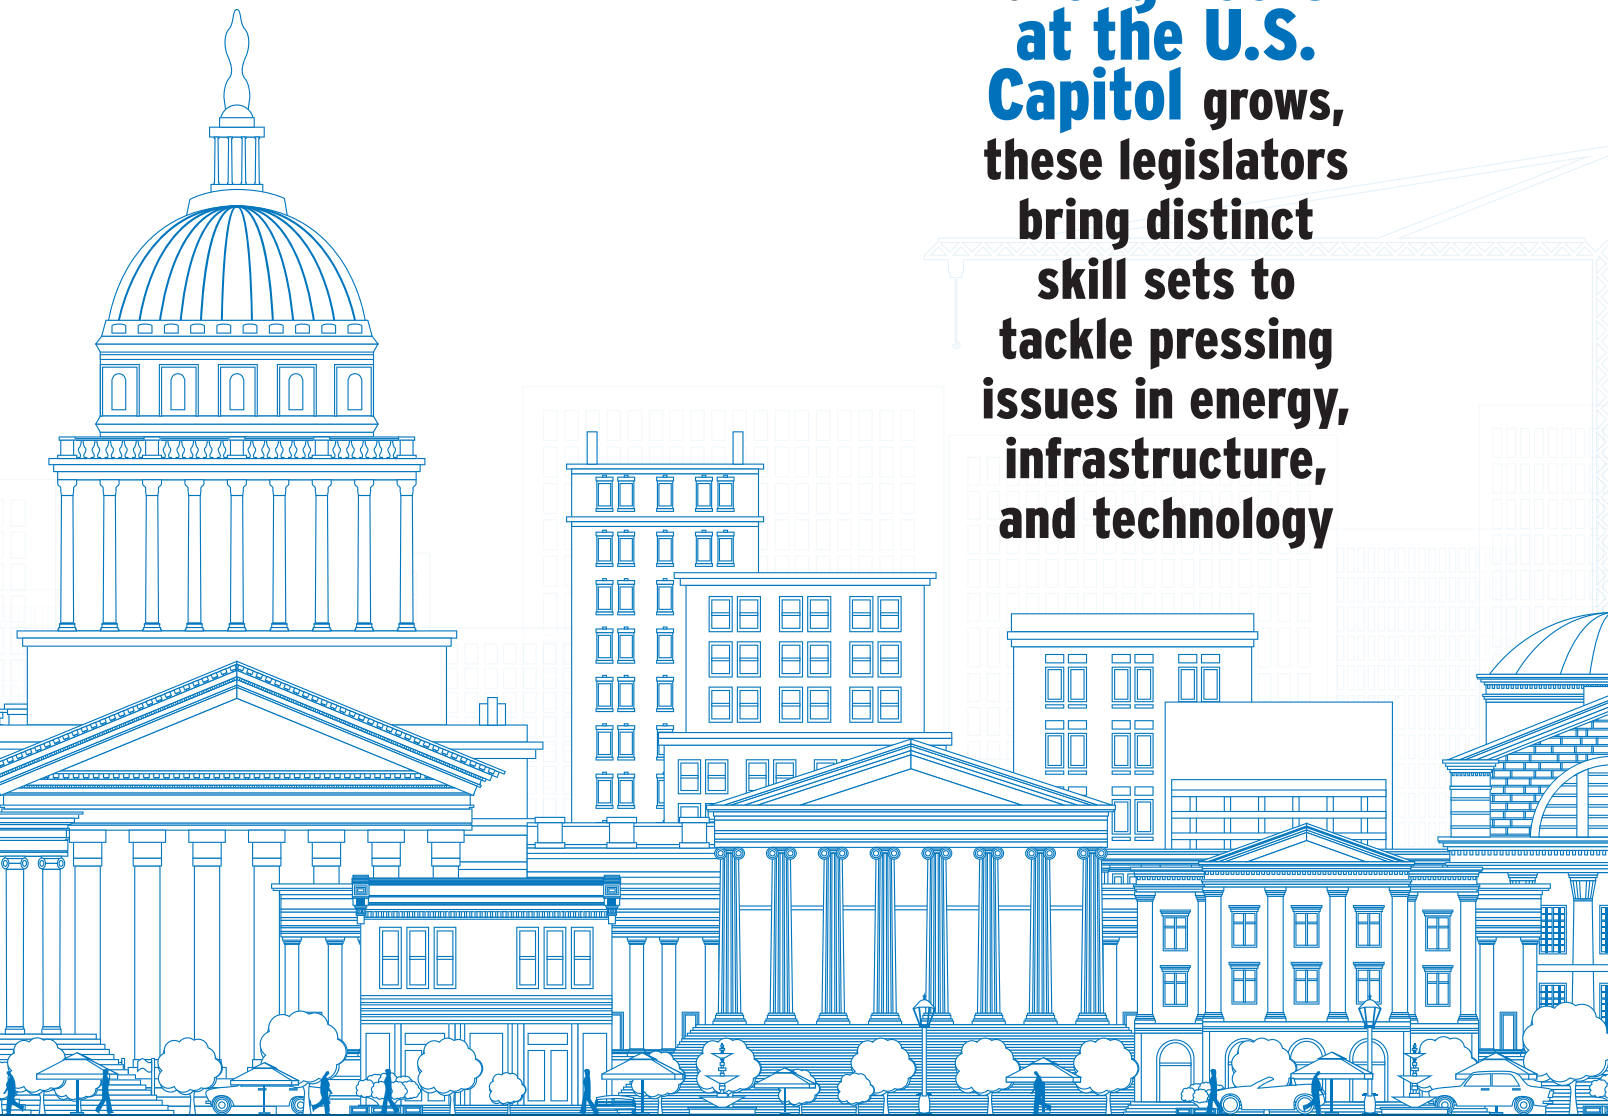 at the U.S.
Capitol grows,
these legislators
bring distinct
skill sets to
tackle pressing
issues in energy,
infrastructure,
and technology